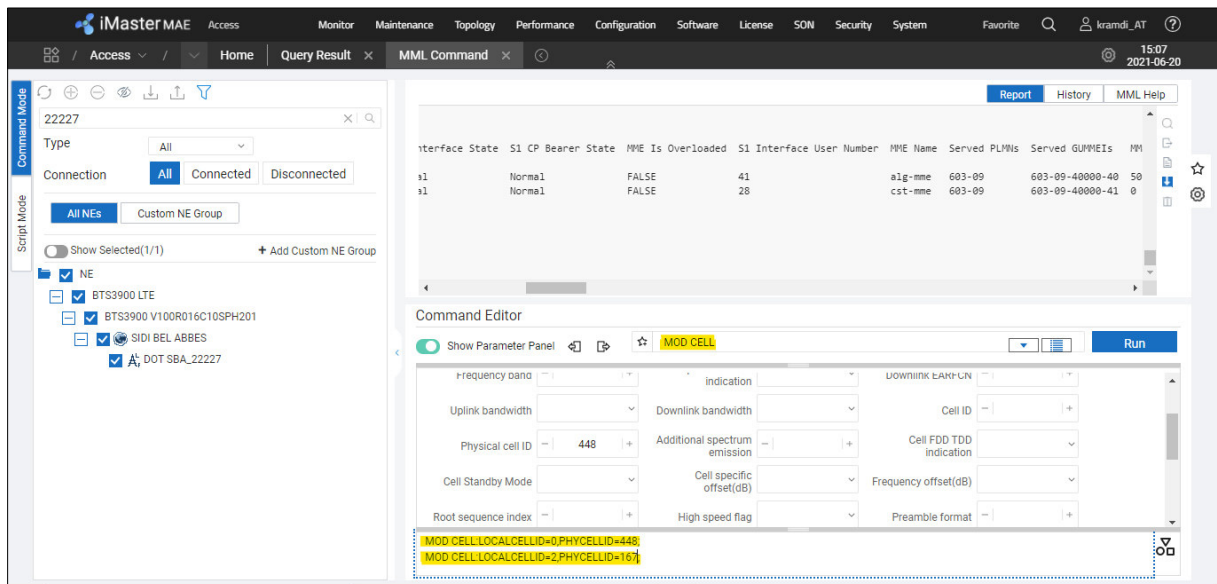 iMaster MAE Access Monitor Maintenance Topology Performance Configuration Software License SON Security System Favorite kramdi_AT
/ Access / Home Query Result MML Command 15:07
2021-06-20
Command Mode
Script Mode
22227
Type All
Connection All Connected Disconnected
All NEs Custom NE Group
Show Selected(1/1) + Add Custom NE Group
NE
BTS3900 LTE
BTS3900 V100R016C10SPH201
SIDI BEL ABBES
DOT SBA_22227
Report History MML Help
nterface State S1 CP Bearer State MME Is Overloaded S1 Interface User Number MME Name Served PLMNs Served GUMMEIs MM
al Normal FALSE 41 alg-mme 603-09 603-09-40000-40 50
al Normal FALSE 28 cst-mme 603-09 603-09-40000-41 0
Command Editor
Show Parameter Panel MOD CELL Run
Frequency band indication Downlink EARFCN
Uplink bandwidth Downlink bandwidth Cell ID
Physical cell ID 448 Additional spectrum emission Cell FDD TDD indication
Cell Standby Mode Cell specific offset(dB) Frequency offset(dB)
Root sequence index High speed flag Preamble format
MOD CELL:LOCALCELLID=0,PHYCELLID=448;
MOD CELL:LOCALCELLID=2,PHYCELLID=167;